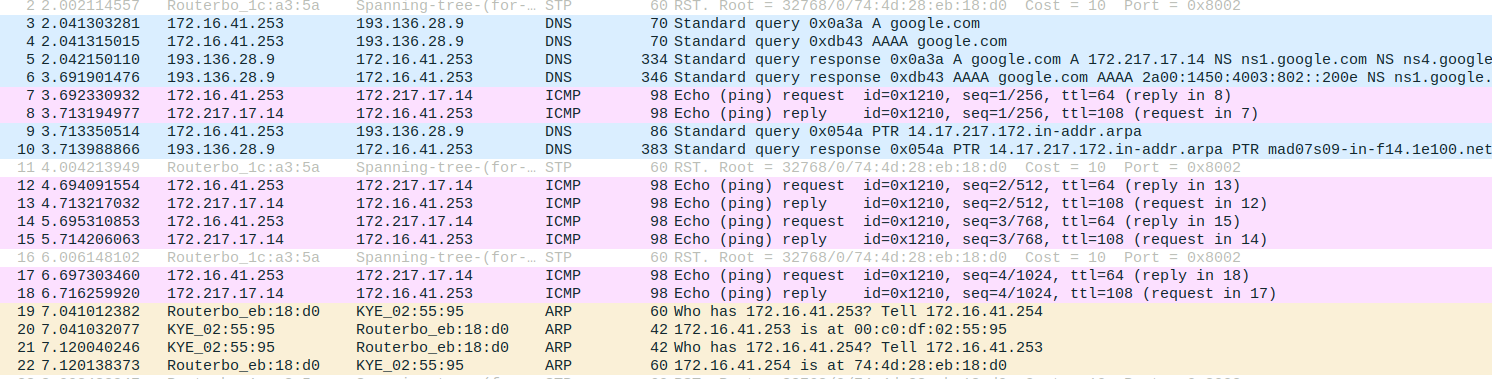 2 2.002114557 Routerbo_1c:a3:5a Spanning-tree-(for-… STP 60 RST. Root = 32768/0/74:4d:28:eb:18:d0 Cost = 10 Port = 0x8002
3 2.041303281 172.16.41.253 193.136.28.9 DNS 70 Standard query 0x0a3a A google.com
4 2.041315015 172.16.41.253 193.136.28.9 DNS 70 Standard query 0xdb43 AAAA google.com
5 2.042150110 193.136.28.9 172.16.41.253 DNS 334 Standard query response 0x0a3a A google.com A 172.217.17.14 NS ns1.google.com NS ns4.google
6 3.691901476 193.136.28.9 172.16.41.253 DNS 346 Standard query response 0xdb43 AAAA google.com AAAA 2a00:1450:4003:802::200e NS ns1.google.
7 3.692330932 172.16.41.253 172.217.17.14 ICMP 98 Echo (ping) request id=0x1210, seq=1/256, ttl=64 (reply in 8)
8 3.713194977 172.217.17.14 172.16.41.253 ICMP 98 Echo (ping) reply id=0x1210, seq=1/256, ttl=108 (request in 7)
9 3.713350514 172.16.41.253 193.136.28.9 DNS 86 Standard query 0x054a PTR 14.17.217.172.in-addr.arpa
10 3.713988866 193.136.28.9 172.16.41.253 DNS 383 Standard query response 0x054a PTR 14.17.217.172.in-addr.arpa PTR mad07s09-in-f14.1e100.net
11 4.004213949 Routerbo_1c:a3:5a Spanning-tree-(for-… STP 60 RST. Root = 32768/0/74:4d:28:eb:18:d0 Cost = 10 Port = 0x8002
12 4.694091554 172.16.41.253 172.217.17.14 ICMP 98 Echo (ping) request id=0x1210, seq=2/512, ttl=64 (reply in 13)
13 4.713217032 172.217.17.14 172.16.41.253 ICMP 98 Echo (ping) reply id=0x1210, seq=2/512, ttl=108 (request in 12)
14 5.695310853 172.16.41.253 172.217.17.14 ICMP 98 Echo (ping) request id=0x1210, seq=3/768, ttl=64 (reply in 15)
15 5.714206063 172.217.17.14 172.16.41.253 ICMP 98 Echo (ping) reply id=0x1210, seq=3/768, ttl=108 (request in 14)
16 6.006148102 Routerbo_1c:a3:5a Spanning-tree-(for-… STP 60 RST. Root = 32768/0/74:4d:28:eb:18:d0 Cost = 10 Port = 0x8002
17 6.697303460 172.16.41.253 172.217.17.14 ICMP 98 Echo (ping) request id=0x1210, seq=4/1024, ttl=64 (reply in 18)
18 6.716259920 172.217.17.14 172.16.41.253 ICMP 98 Echo (ping) reply id=0x1210, seq=4/1024, ttl=108 (request in 17)
19 7.041012382 Routerbo_eb:18:d0 KYE_02:55:95 ARP 60 Who has 172.16.41.253? Tell 172.16.41.254
20 7.041032077 KYE_02:55:95 Routerbo_eb:18:d0 ARP 42 172.16.41.253 is at 00:c0:df:02:55:95
21 7.120040246 KYE_02:55:95 Routerbo_eb:18:d0 ARP 42 Who has 172.16.41.254? Tell 172.16.41.253
22 7.120138373 Routerbo_eb:18:d0 KYE_02:55:95 ARP 60 172.16.41.254 is at 74:4d:28:eb:18:d0